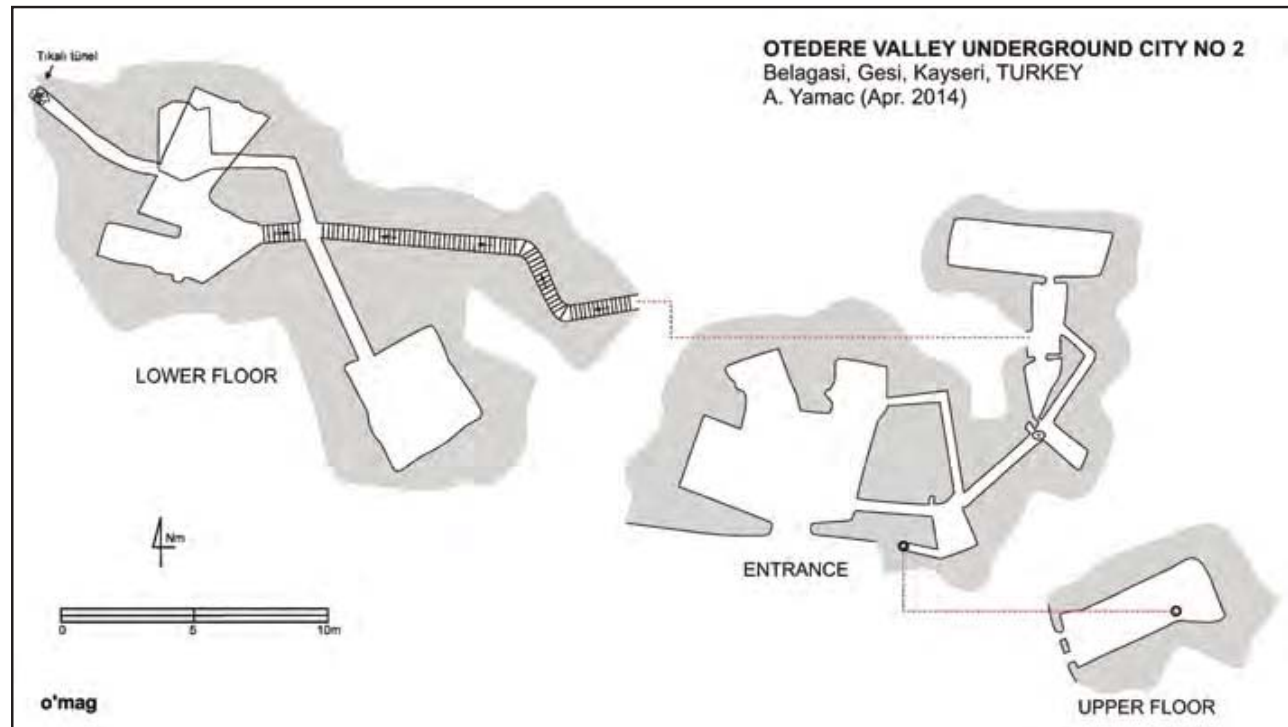 OTEDERE VALLEY UNDERGROUND CITY NO 2
Belagasi, Gesi, Kayseri, TURKEY
A. Yamac (Apr. 2014)
Tıkalı tünel
LOWER FLOOR
Nm
ENTRANCE
0 5 10m
UPPER FLOOR
o'mag